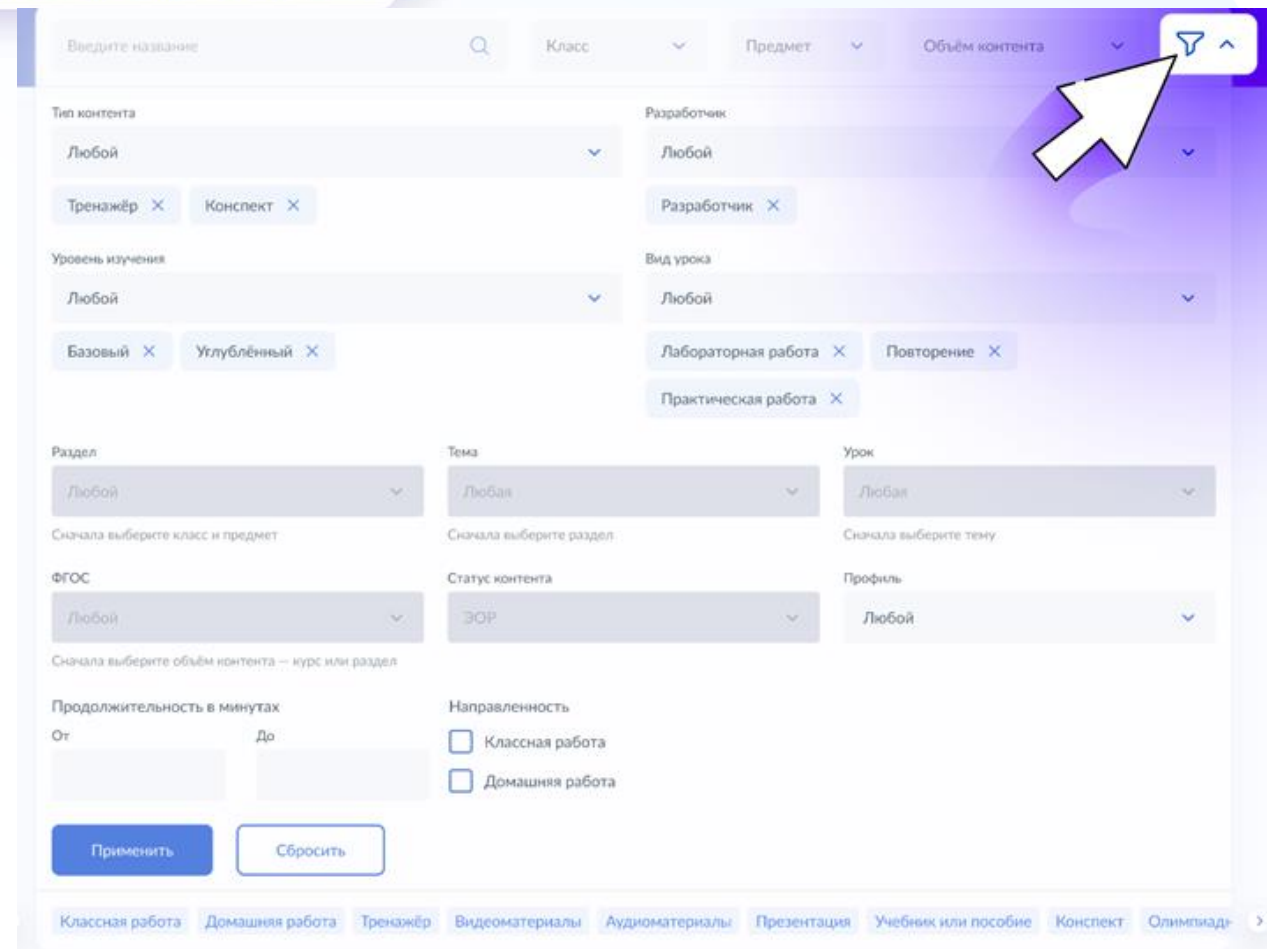 Введите название Класс Предмет Объём контента
Тип контента Разработчик
Любой Любой
Тренажёр Конспект Разработчик
Уровень изучения Вид урока
Любой Любой
Базовый Углублённый Лабораторная работа Повторение
Практическая работа
Раздел Тема Урок
Любой Любая Любая
Сначала выберите класс и предмет Сначала выберите раздел Сначала выберите тему
ФГОС Статус контента Профиль
Любой ЭОР Любой
Сначала выберите объём контента — курс или раздел
Продолжительность в минутах Направленность
От До Классная работа
Домашняя работа
Применить Сбросить
Классная работа Домашняя работа Тренажёр Видеоматериалы Аудиоматериалы Презентация Учебник или пособие Конспект Олимпиадн